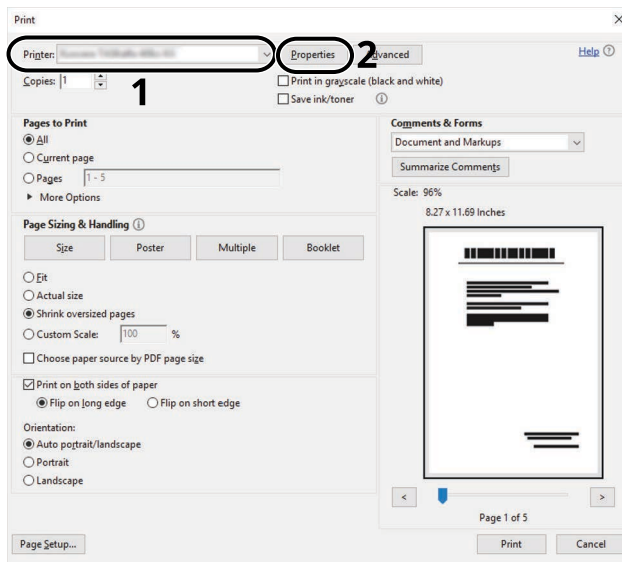 Print
Printer:
Properties
2
Advanced
Help
Copies: 1
1
Print in grayscale (black and white)
Save ink/toner
Pages to Print
All
Current page
Pages 1 - 5
More Options
Page Sizing & Handling
Size Poster Multiple Booklet
Fit
Actual size
Shrink oversized pages
Custom Scale: 100 %
Choose paper source by PDF page size
Print on both sides of paper
Flip on long edge Flip on short edge
Orientation:
Auto portrait/landscape
Portrait
Landscape
Comments & Forms
Document and Markups
Summarize Comments
Scale: 96%
8.27 x 11.69 Inches
< >
Page 1 of 5
Page Setup...
Print Cancel